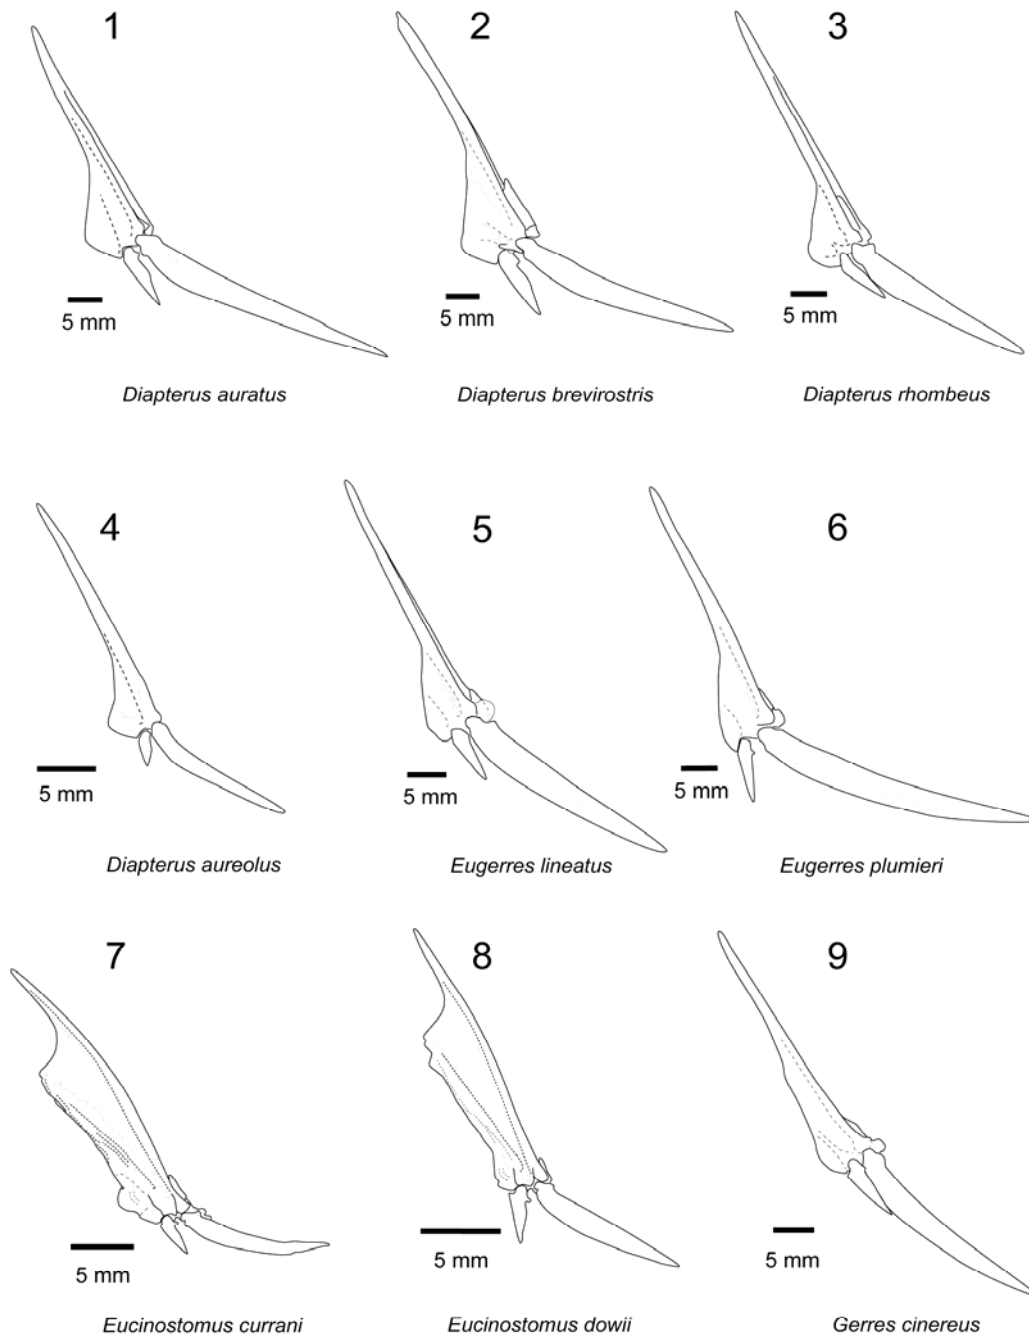 1
2
3
5 mm
5 mm
5 mm
Diapterus auratus
Diapterus brevirostris
Diapterus rhombeus
4
5
6
5 mm
5 mm
5 mm
Diapterus aureolus
Eugerres lineatus
Eugerres plumieri
7
8
9
5 mm
5 mm
5 mm
Eucinostomus currani
Eucinostomus dowii
Gerres cinereus